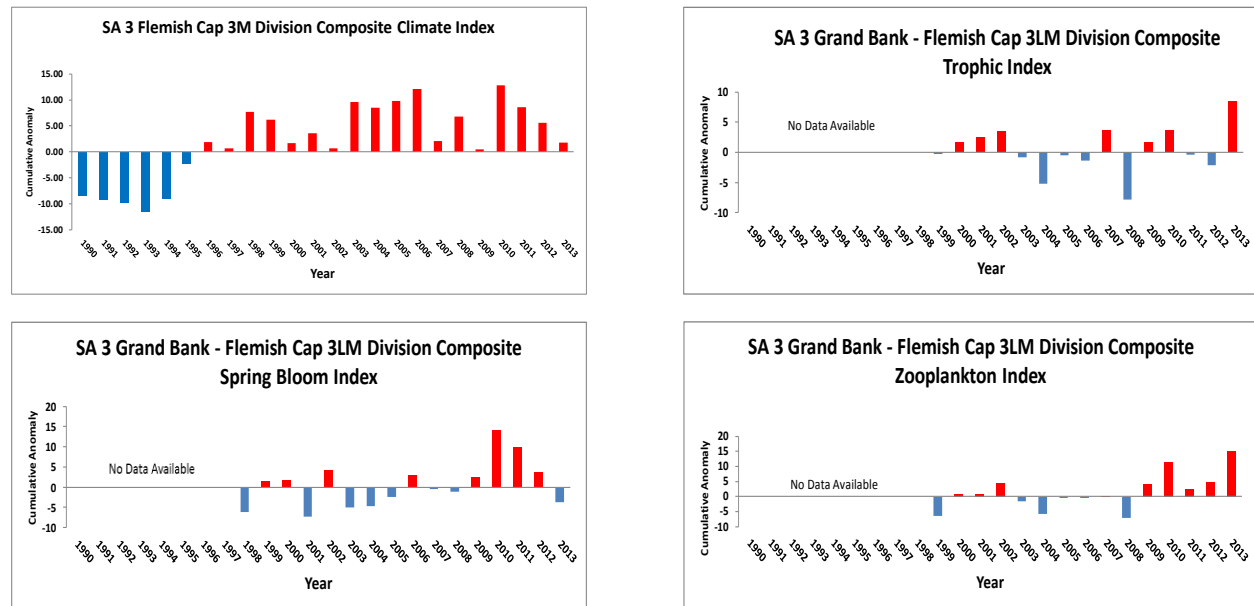 SA 3 Flemish Cap 3M Division Composite Climate Index
Cumulative Anomaly
15.00
10.00
5.00
0.00
-5.00
-10.00
-15.00
1990 1991 1992 1993 1994 1995 1996 1997 1998 1999 2000 2001 2002 2003 2004 2005 2006 2007 2008 2009 2010 2011 2012 2013
Year
SA 3 Grand Bank - Flemish Cap 3LM Division Composite
Trophic Index
Cumulative Anomaly
10
5
0
-5
-10
No Data Available
1990 1991 1992 1993 1994 1995 1996 1997 1998 1999 2000 2001 2002 2003 2004 2005 2006 2007 2008 2009 2010 2011 2012 2013
Year
SA 3 Grand Bank - Flemish Cap 3LM Division Composite
Spring Bloom Index
Cumulative Anomaly
20
15
10
5
0
-5
-10
No Data Available
1990 1991 1992 1993 1994 1995 1996 1997 1998 1999 2000 2001 2002 2003 2004 2005 2006 2007 2008 2009 2010 2011 2012 2013
Year
SA 3 Grand Bank - Flemish Cap 3LM Division Composite
Zooplankton Index
Cumulative Anomaly
20
15
10
5
0
-5
-10
No Data Available
1990 1991 1992 1993 1994 1995 1996 1997 1998 1999 2000 2001 2002 2003 2004 2005 2006 2007 2008 2009 2010 2011 2012 2013
Year